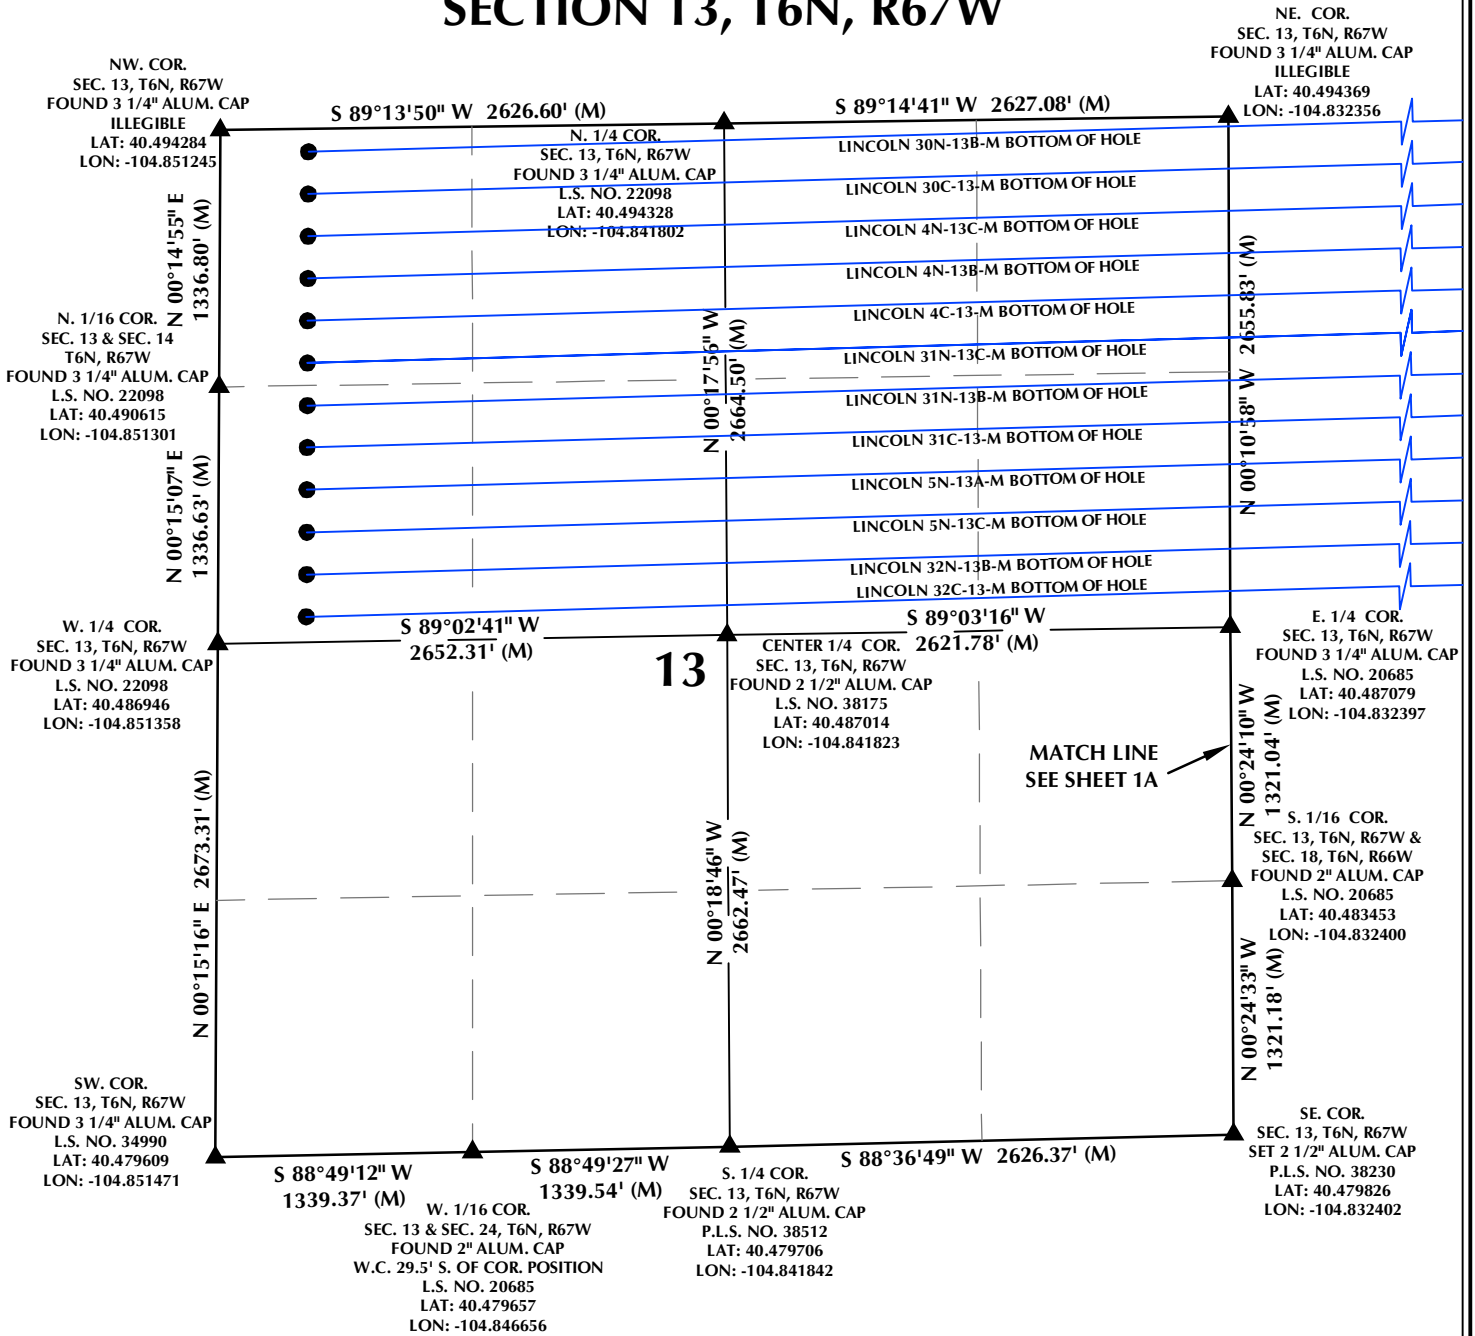 SECTION 13, T6N, R67W
NW. COR.
SEC. 13, T6N, R67W
FOUND 3 1/4" ALUM. CAP
ILLEGIBLE
LAT: 40.494284
LON: -104.851245
S 89°13'50" W 2626.60' (M)
N. 1/4 COR.
SEC. 13, T6N, R67W
FOUND 3 1/4" ALUM. CAP
L.S. NO. 22098
LAT: 40.494328
LON: -104.841802
S 89°14'41" W 2627.08' (M)
NE. COR.
SEC. 13, T6N, R67W
FOUND 3 1/4" ALUM. CAP
ILLEGIBLE
LAT: 40.494369
LON: -104.832356
LINCOLN 30N-13B-M BOTTOM OF HOLE
LINCOLN 30C-13-M BOTTOM OF HOLE
LINCOLN 4N-13C-M BOTTOM OF HOLE
LINCOLN 4N-13B-M BOTTOM OF HOLE
LINCOLN 4C-13-M BOTTOM OF HOLE
LINCOLN 31N-13C-M BOTTOM OF HOLE
LINCOLN 31N-13B-M BOTTOM OF HOLE
LINCOLN 31C-13-M BOTTOM OF HOLE
LINCOLN 5N-13A-M BOTTOM OF HOLE
LINCOLN 5N-13C-M BOTTOM OF HOLE
LINCOLN 32N-13B-M BOTTOM OF HOLE
LINCOLN 32C-13-M BOTTOM OF HOLE
N 00°14'55" E
1336.80' (M)
N. 1/16 COR.
SEC. 13 & SEC. 14
T6N, R67W
FOUND 3 1/4" ALUM. CAP
L.S. NO. 22098
LAT: 40.490615
LON: -104.851301
N 00°15'07" E
1336.63' (M)
N 00°17'56" W
2664.50' (M)
N 00°10'58" W 2655.83' (M)
W. 1/4 COR.
SEC. 13, T6N, R67W
FOUND 3 1/4" ALUM. CAP
L.S. NO. 22098
LAT: 40.486946
LON: -104.851358
S 89°02'41" W
2652.31' (M)
13
CENTER 1/4 COR.
SEC. 13, T6N, R67W
FOUND 2 1/2" ALUM. CAP
L.S. NO. 38175
LAT: 40.487014
LON: -104.841823
S 89°03'16" W
2621.78' (M)
E. 1/4 COR.
SEC. 13, T6N, R67W
FOUND 3 1/4" ALUM. CAP
L.S. NO. 20685
LAT: 40.487079
LON: -104.832397
MATCH LINE
SEE SHEET 1A
N 00°24'10" W
1321.04' (M)
S. 1/16 COR.
SEC. 13, T6N, R67W &
SEC. 18, T6N, R66W
FOUND 2" ALUM. CAP
L.S. NO. 20685
LAT: 40.483453
LON: -104.832400
N 00°15'16" E 2673.31' (M)
N 00°18'46" W
2662.47' (M)
N 00°24'33" W
1321.18' (M)
SW. COR.
SEC. 13, T6N, R67W
FOUND 3 1/4" ALUM. CAP
L.S. NO. 34990
LAT: 40.479609
LON: -104.851471
S 88°49'12" W
1339.37' (M)
W. 1/16 COR.
SEC. 13 & SEC. 24, T6N, R67W
FOUND 2" ALUM. CAP
W.C. 29.5' S. OF COR. POSITION
L.S. NO. 20685
LAT: 40.479657
LON: -104.846656
S 88°49'27" W
1339.54' (M)
S. 1/4 COR.
SEC. 13, T6N, R67W
FOUND 2 1/2" ALUM. CAP
P.L.S. NO. 38512
LAT: 40.479706
LON: -104.841842
S 88°36'49" W 2626.37' (M)
SE. COR.
SEC. 13, T6N, R67W
SET 2 1/2" ALUM. CAP
P.L.S. NO. 38230
LAT: 40.479826
LON: -104.832402